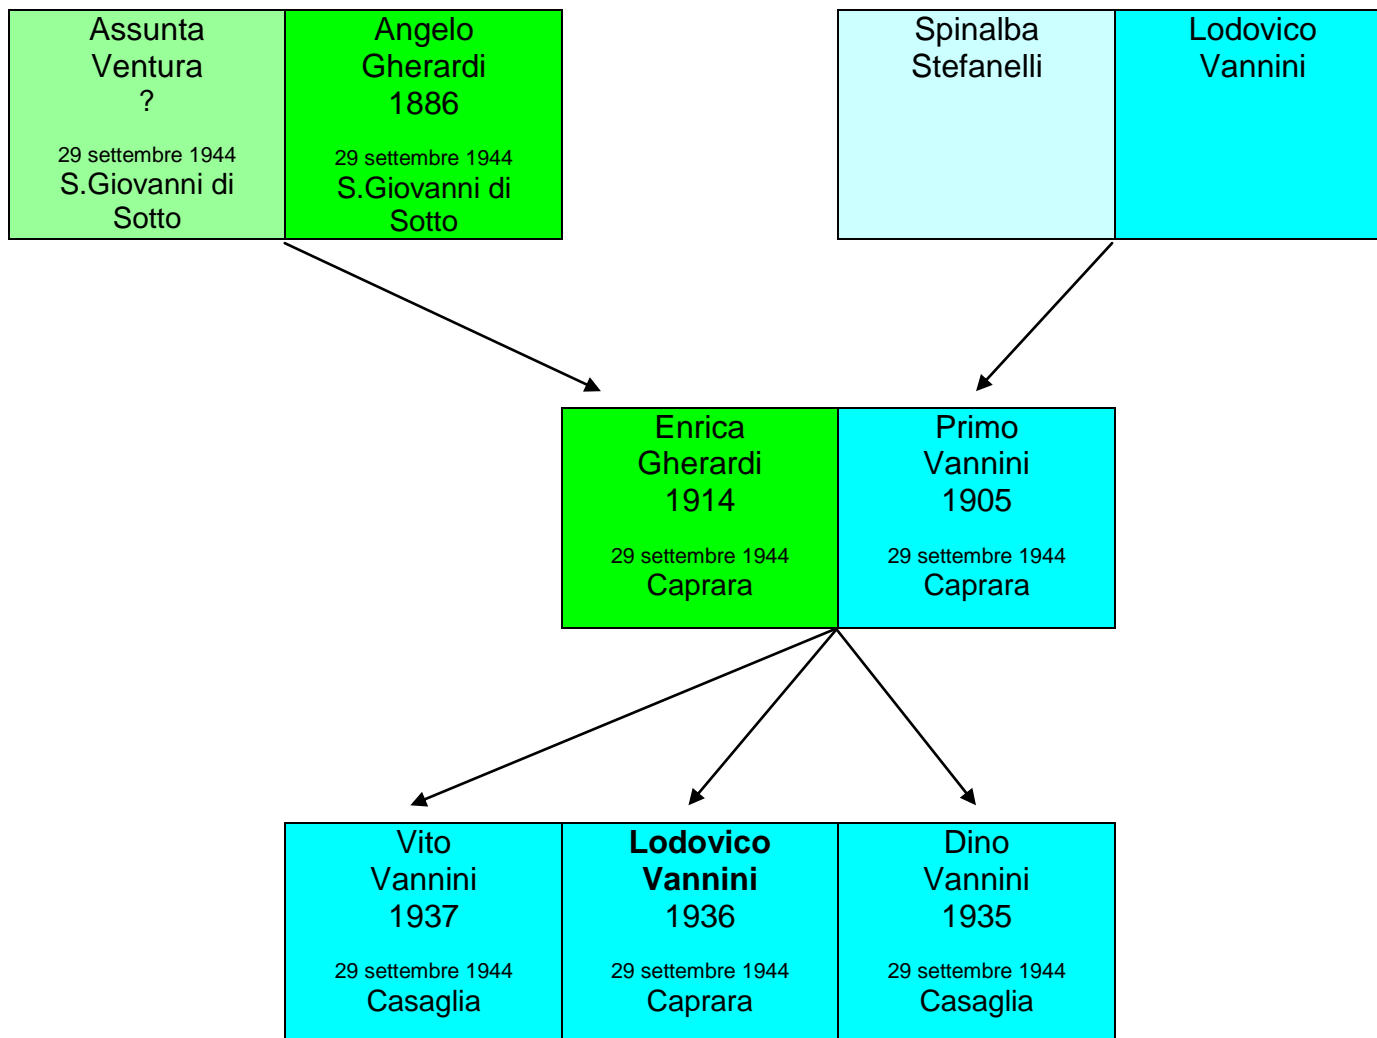 Assunta
Ventura
?
29 settembre 1944
S.Giovanni di
Sotto
Angelo
Gherardi
1886
29 settembre 1944
S.Giovanni di
Sotto
Spinalba
Stefanelli
Lodovico
Vannini
Enrica
Gherardi
1914
29 settembre 1944
Caprara
Primo
Vannini
1905
29 settembre 1944
Caprara
Vito
Vannini
1937
29 settembre 1944
Casaglia
Lodovico
Vannini
1936
29 settembre 1944
Caprara
Dino
Vannini
1935
29 settembre 1944
Casaglia